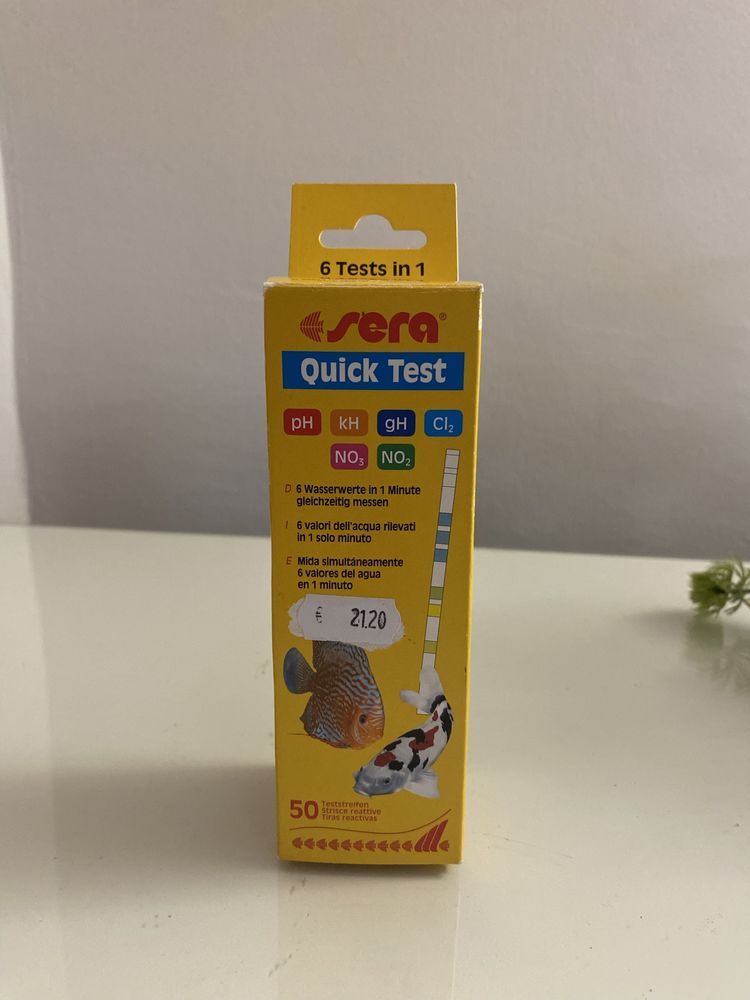 6 Tests in 1
sera®
Quick Test
pH kH gH Cl₂
NO₃ NO₂
D 6 Wasserwerte in 1 Minute
gleichzeitig messen
I 6 valori dell'acqua rilevati
in 1 solo minuto
E Mida simultáneamente
6 valores del agua
en 1 minuto
€ 21.20
50 Teststreifen
Strisce reattive
Tiras reactivas